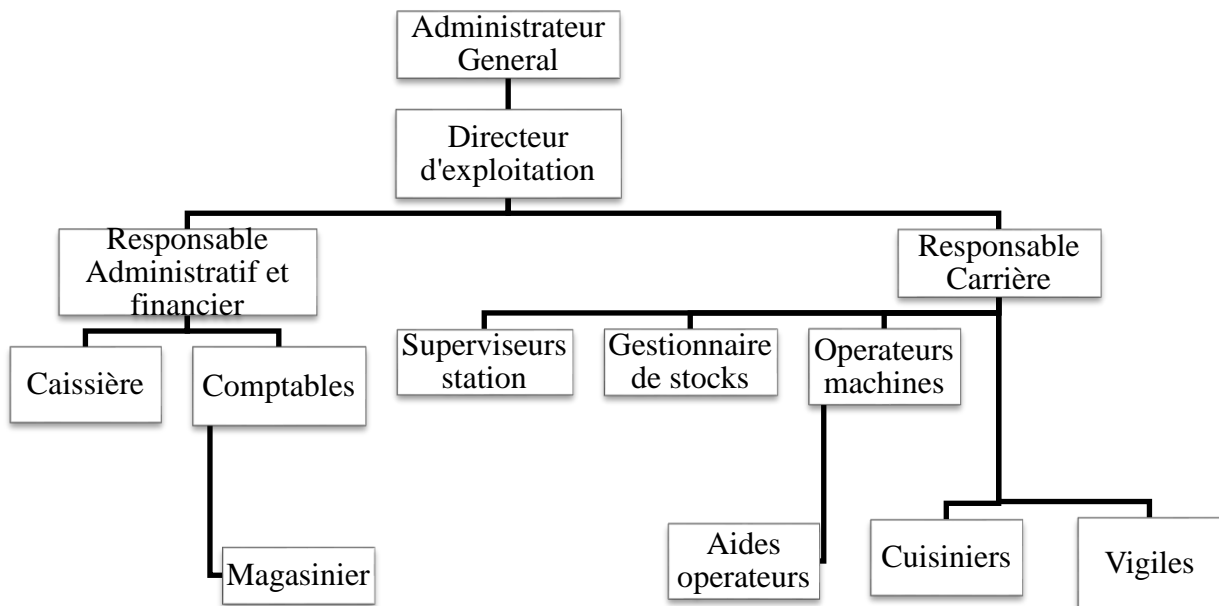 Administrateur
General
Directeur
d'exploitation
Responsable
Administratif et
financier
Responsable
Carrière
Caissière
Comptables
Superviseurs
station
Gestionnaire
de stocks
Operateurs
machines
Magasinier
Aides
operateurs
Cuisiniers
Vigiles